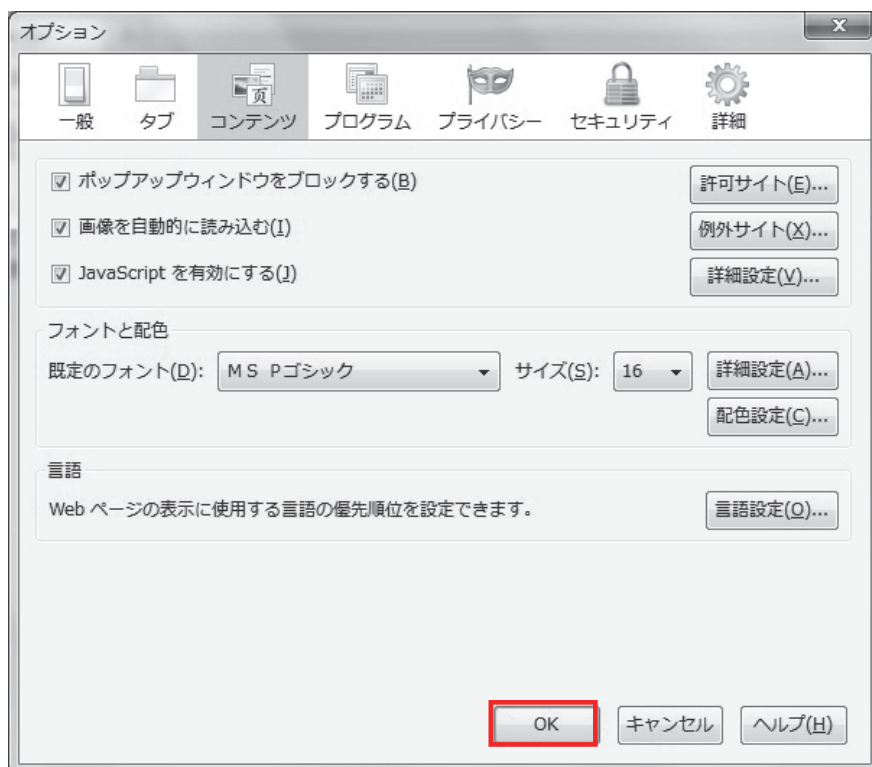 オプション
一般 タブ コンテンツ プログラム プライバシー セキュリティ 詳細
ポップアップウィンドウをブロックする(B) 許可サイト(E)...
画像を自動的に読み込む(I) 例外サイト(X)...
JavaScript を有効にする(J) 詳細設定(V)...
フォントと配色
既定のフォント(D): ＭＳ Ｐゴシック サイズ(S): 16 詳細設定(A)...
配色設定(C)...
言語
Web ページの表示に使用する言語の優先順位を設定できます。 言語設定(O)...
OK キャンセル ヘルプ(H)